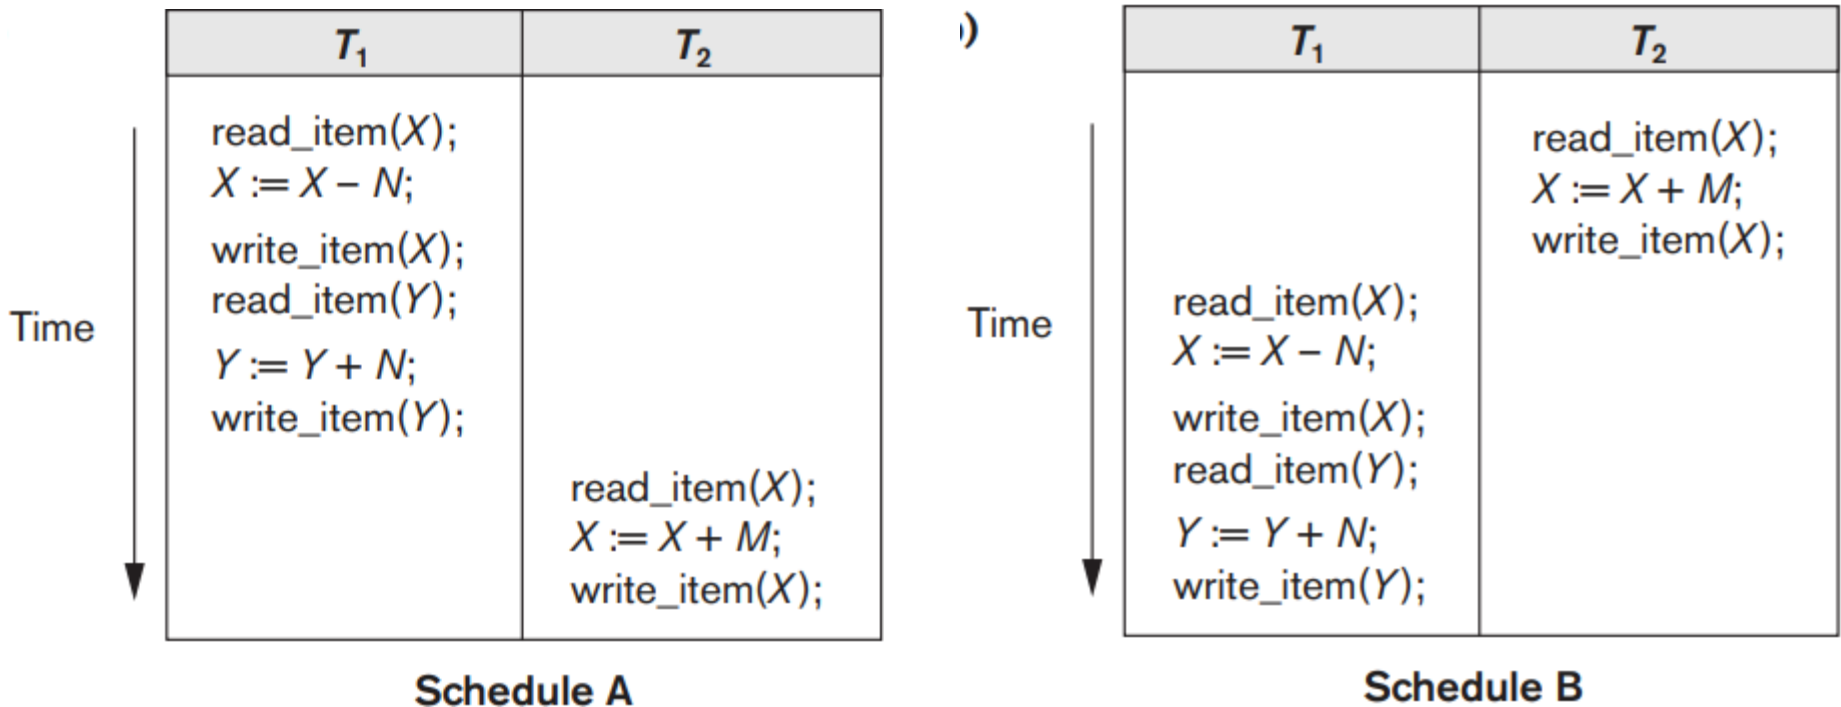 T₁ T₂
read_item(X);
X := X – N;
write_item(X);
read_item(Y);
Time
Y := Y + N;
write_item(Y);
read_item(X);
X := X + M;
write_item(X);
Schedule A
)
T₁ T₂
read_item(X);
X := X + M;
write_item(X);
read_item(X);
Time
X := X – N;
write_item(X);
read_item(Y);
Y := Y + N;
write_item(Y);
Schedule B